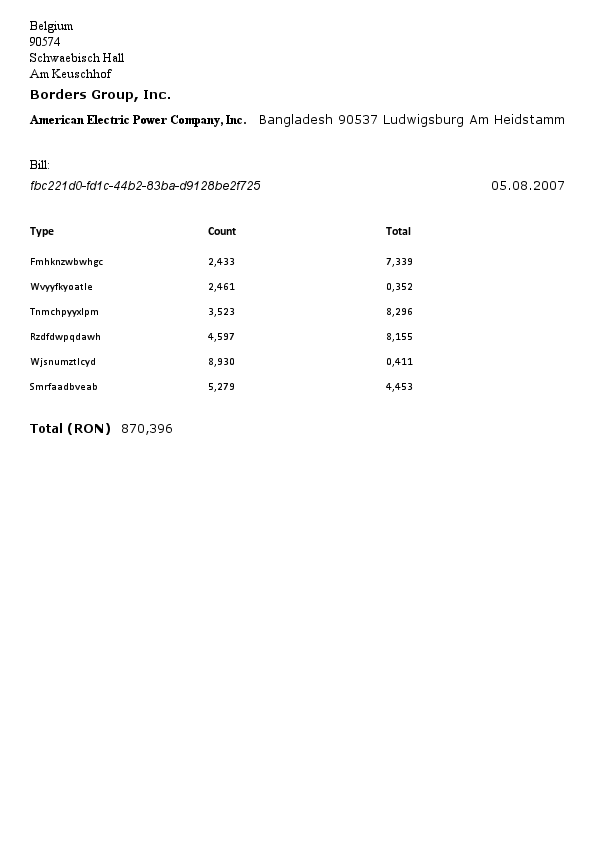 Belgium
90574
Schwaebisch Hall
Am Keuschhof
Borders Group, Inc.
American Electric Power Company, Inc. Bangladesh 90537 Ludwigsburg Am Heidstamm
Bill:
fbc221d0-fd1c-44b2-83ba-d9128be2f725 05.08.2007
Type Count Total
Fmhknzwbwhgc 2,433 7,339
Wvyyfkyoatle 2,461 0,352
Tnmchpyyxlpm 3,523 8,296
Rzdfdwpqdawh 4,597 8,155
Wjsnumztlcyd 8,930 0,411
Smrfaadbveab 5,279 4,453
Total (RON) 870,396